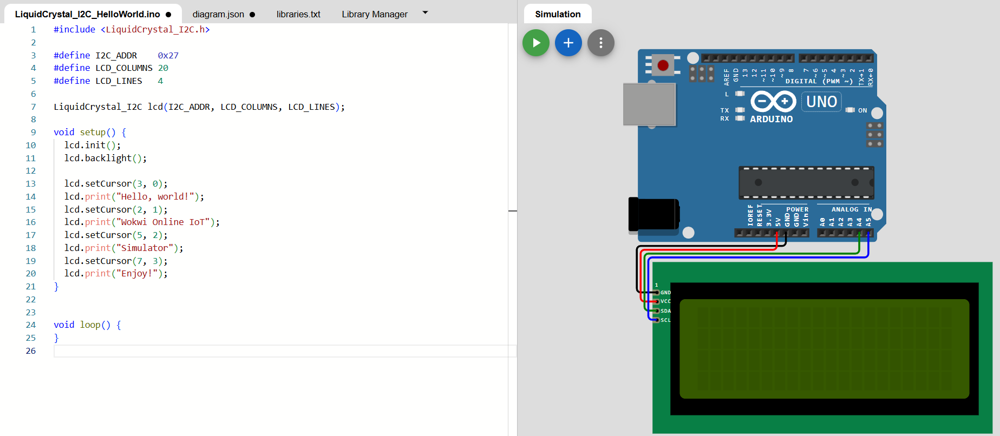 LiquidCrystal_I2C_HelloWorld.ino ● diagram.json ● libraries.txt Library Manager
1 #include <LiquidCrystal_I2C.h>
2
3 #define I2C_ADDR    0x27
4 #define LCD_COLUMNS 20
5 #define LCD_LINES   4
6
7 LiquidCrystal_I2C lcd(I2C_ADDR, LCD_COLUMNS, LCD_LINES);
8
9 void setup() {
10   lcd.init();
11   lcd.backlight();
12
13   lcd.setCursor(3, 0);
14   lcd.print("Hello, world!");
15   lcd.setCursor(2, 1);
16   lcd.print("Wokwi Online IoT");
17   lcd.setCursor(5, 2);
18   lcd.print("Simulator");
19   lcd.setCursor(7, 3);
20   lcd.print("Enjoy!");
21 }
22
23
24 void loop() {
25 }
26
Simulation
AREF GND 13 12 ~11 ~10 ~9 8 7 ~6 ~5 4 ~3 2 TX→1 RX←0
DIGITAL (PWM ~)
L
TX
RX
UNO
ON
ARDUINO
POWER ANALOG IN
IOREF RESET 3.3V 5V GND GND Vin A0 A1 A2 A3 A4 A5
1
GND
VCC
SDA
SCL